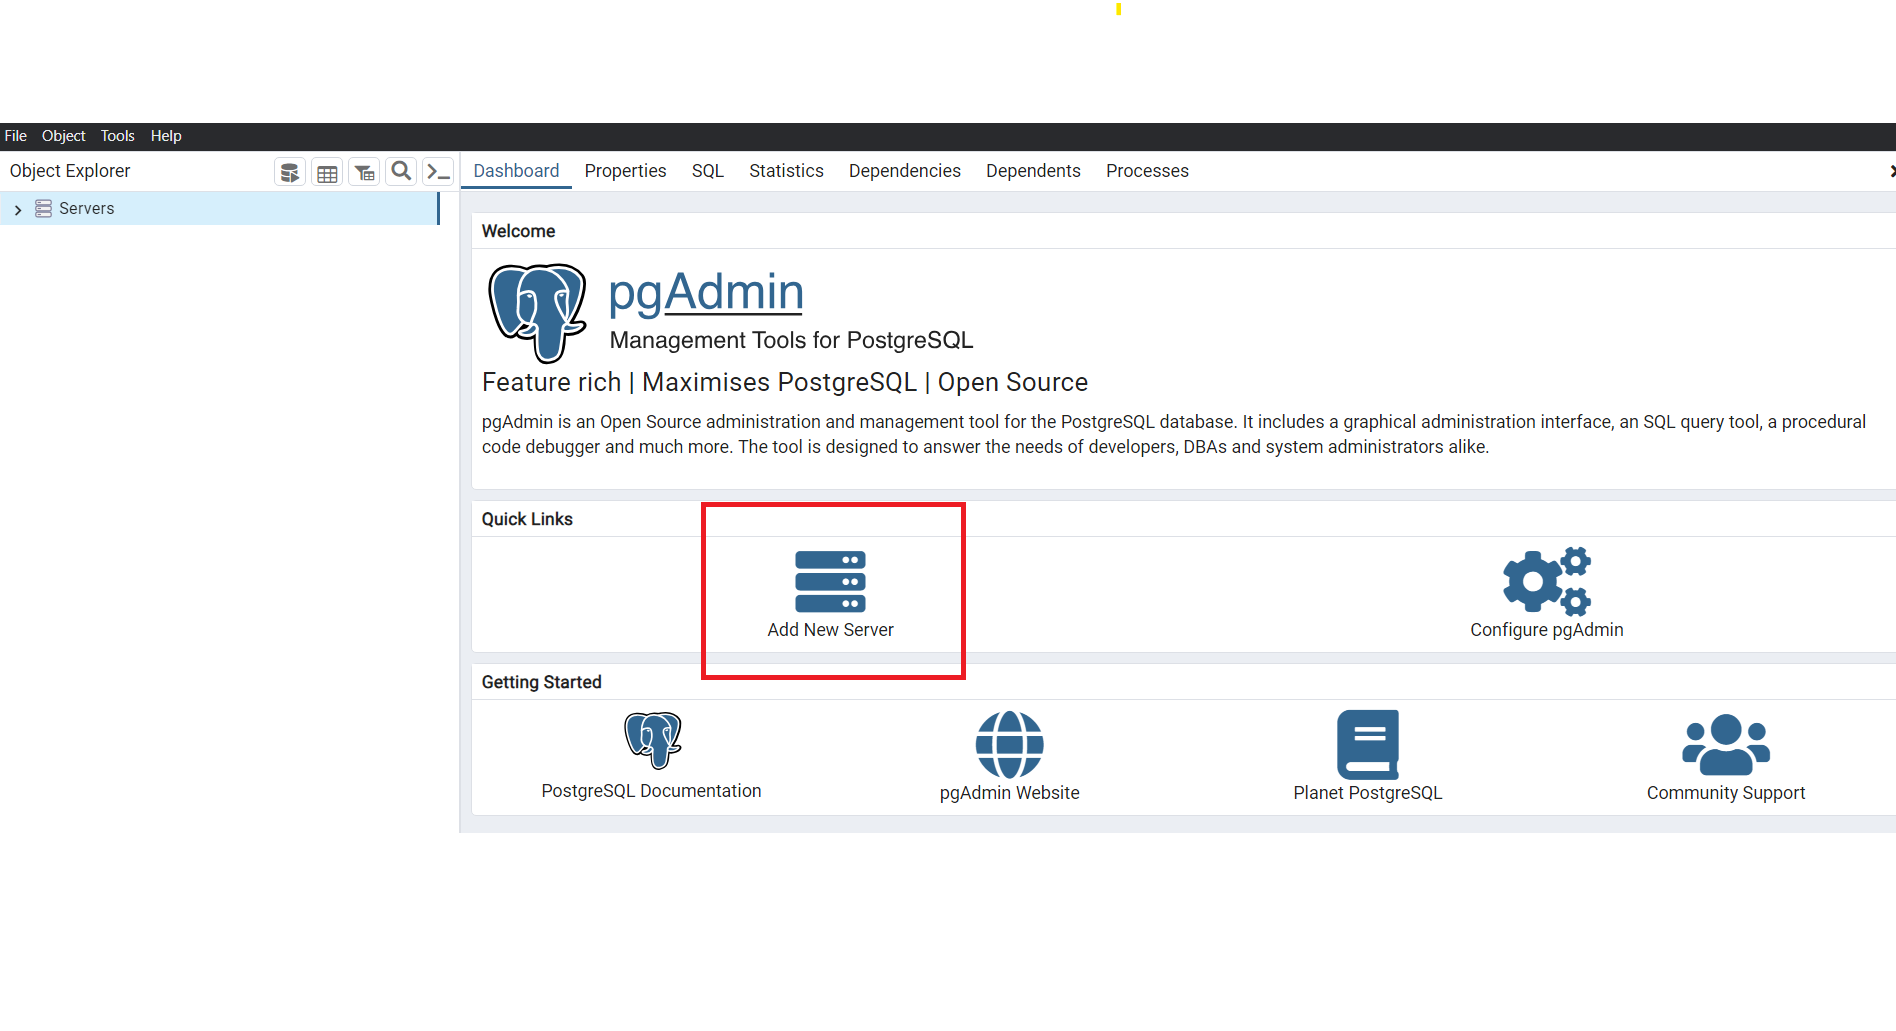 File Object Tools Help
Object Explorer
Dashboard Properties SQL Statistics Dependencies Dependents Processes
Servers
Welcome
pgAdmin
Management Tools for PostgreSQL
Feature rich | Maximises PostgreSQL | Open Source
pgAdmin is an Open Source administration and management tool for the PostgreSQL database. It includes a graphical administration interface, an SQL query tool, a procedural
code debugger and much more. The tool is designed to answer the needs of developers, DBAs and system administrators alike.
Quick Links
Add New Server
Configure pgAdmin
Getting Started
PostgreSQL Documentation
pgAdmin Website
Planet PostgreSQL
Community Support